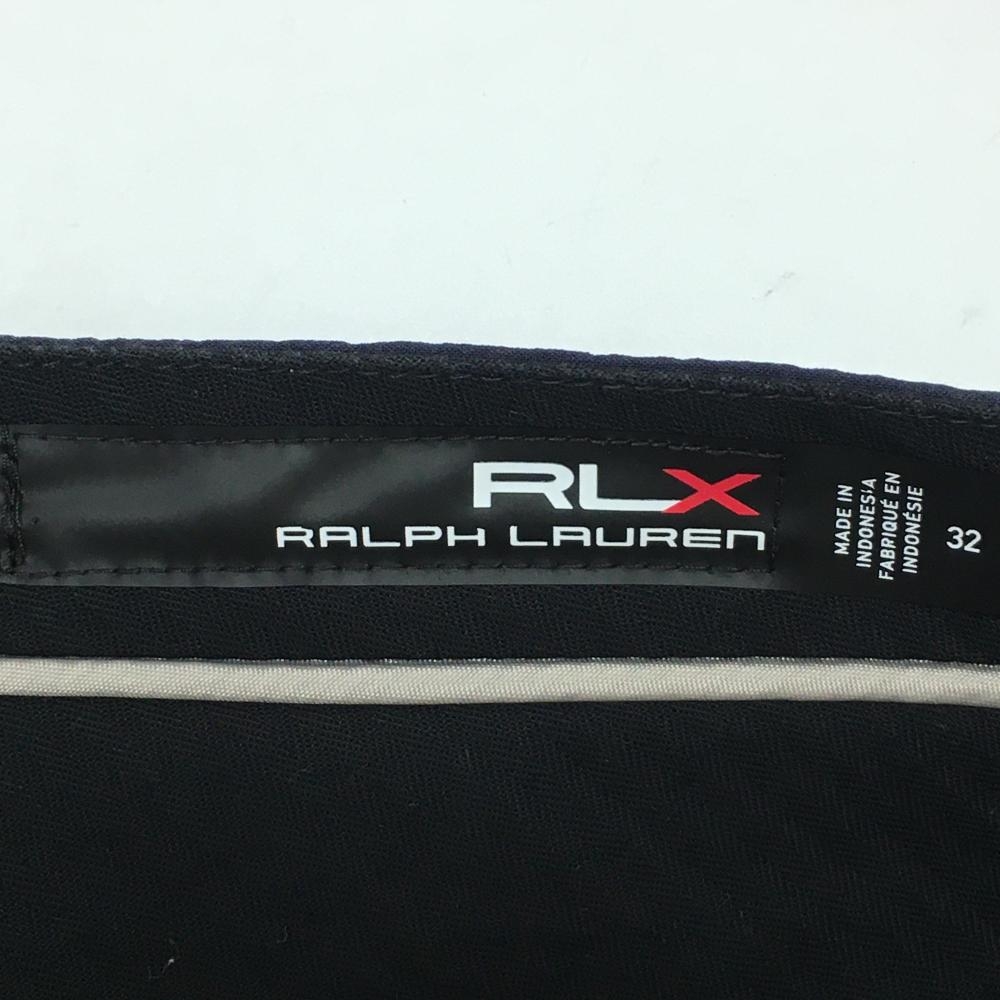 RLX
RALPH LAUREN
MADE IN
INDONESIA
FABRIQUÉ EN
INDONÉSIE
32